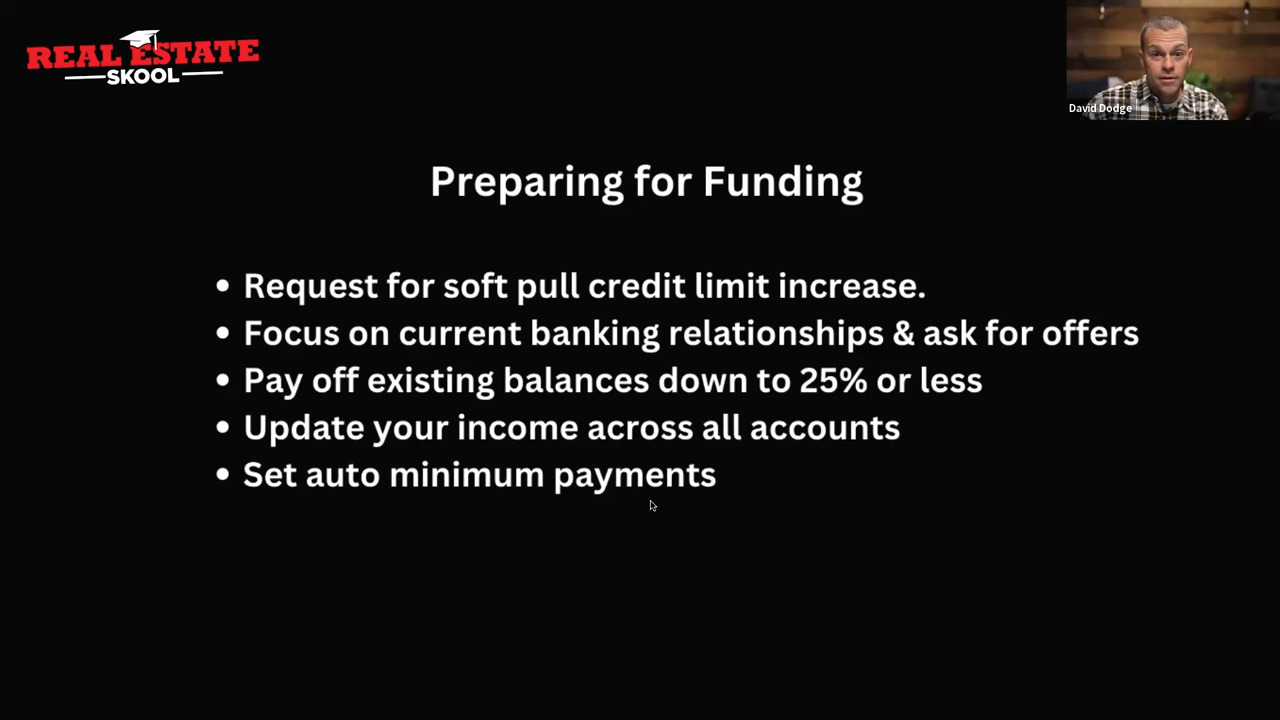 REAL ESTATE
SKOOL
David Dodge
Preparing for Funding
• Request for soft pull credit limit increase.
• Focus on current banking relationships & ask for offers
• Pay off existing balances down to 25% or less
• Update your income across all accounts
• Set auto minimum payments